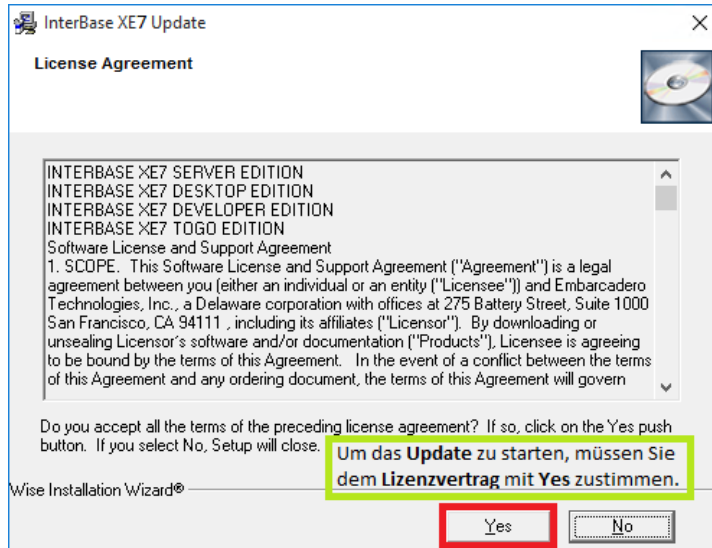 InterBase XE7 Update
License Agreement
INTERBASE XE7 SERVER EDITION
INTERBASE XE7 DESKTOP EDITION
INTERBASE XE7 DEVELOPER EDITION
INTERBASE XE7 TOGO EDITION
Software License and Support Agreement
1. SCOPE.  This Software License and Support Agreement ("Agreement") is a legal
agreement between you (either an individual or an entity ("Licensee")) and Embarcadero
Technologies, Inc., a Delaware corporation with offices at 275 Battery Street, Suite 1000
San Francisco, CA 94111 , including its affiliates ("Licensor").  By downloading or
unsealing Licensor's software and/or documentation ("Products"), Licensee is agreeing
to be bound by the terms of this Agreement.   In the event of a conflict between the terms
of this Agreement and any ordering document, the terms of this Agreement will govern
Do you accept all the terms of the preceding license agreement?  If so, click on the Yes push
button.  If you select No, Setup will close.
Um das Update zu starten, müssen Sie
dem Lizenzvertrag mit Yes zustimmen.
Wise Installation Wizard®
Yes
No